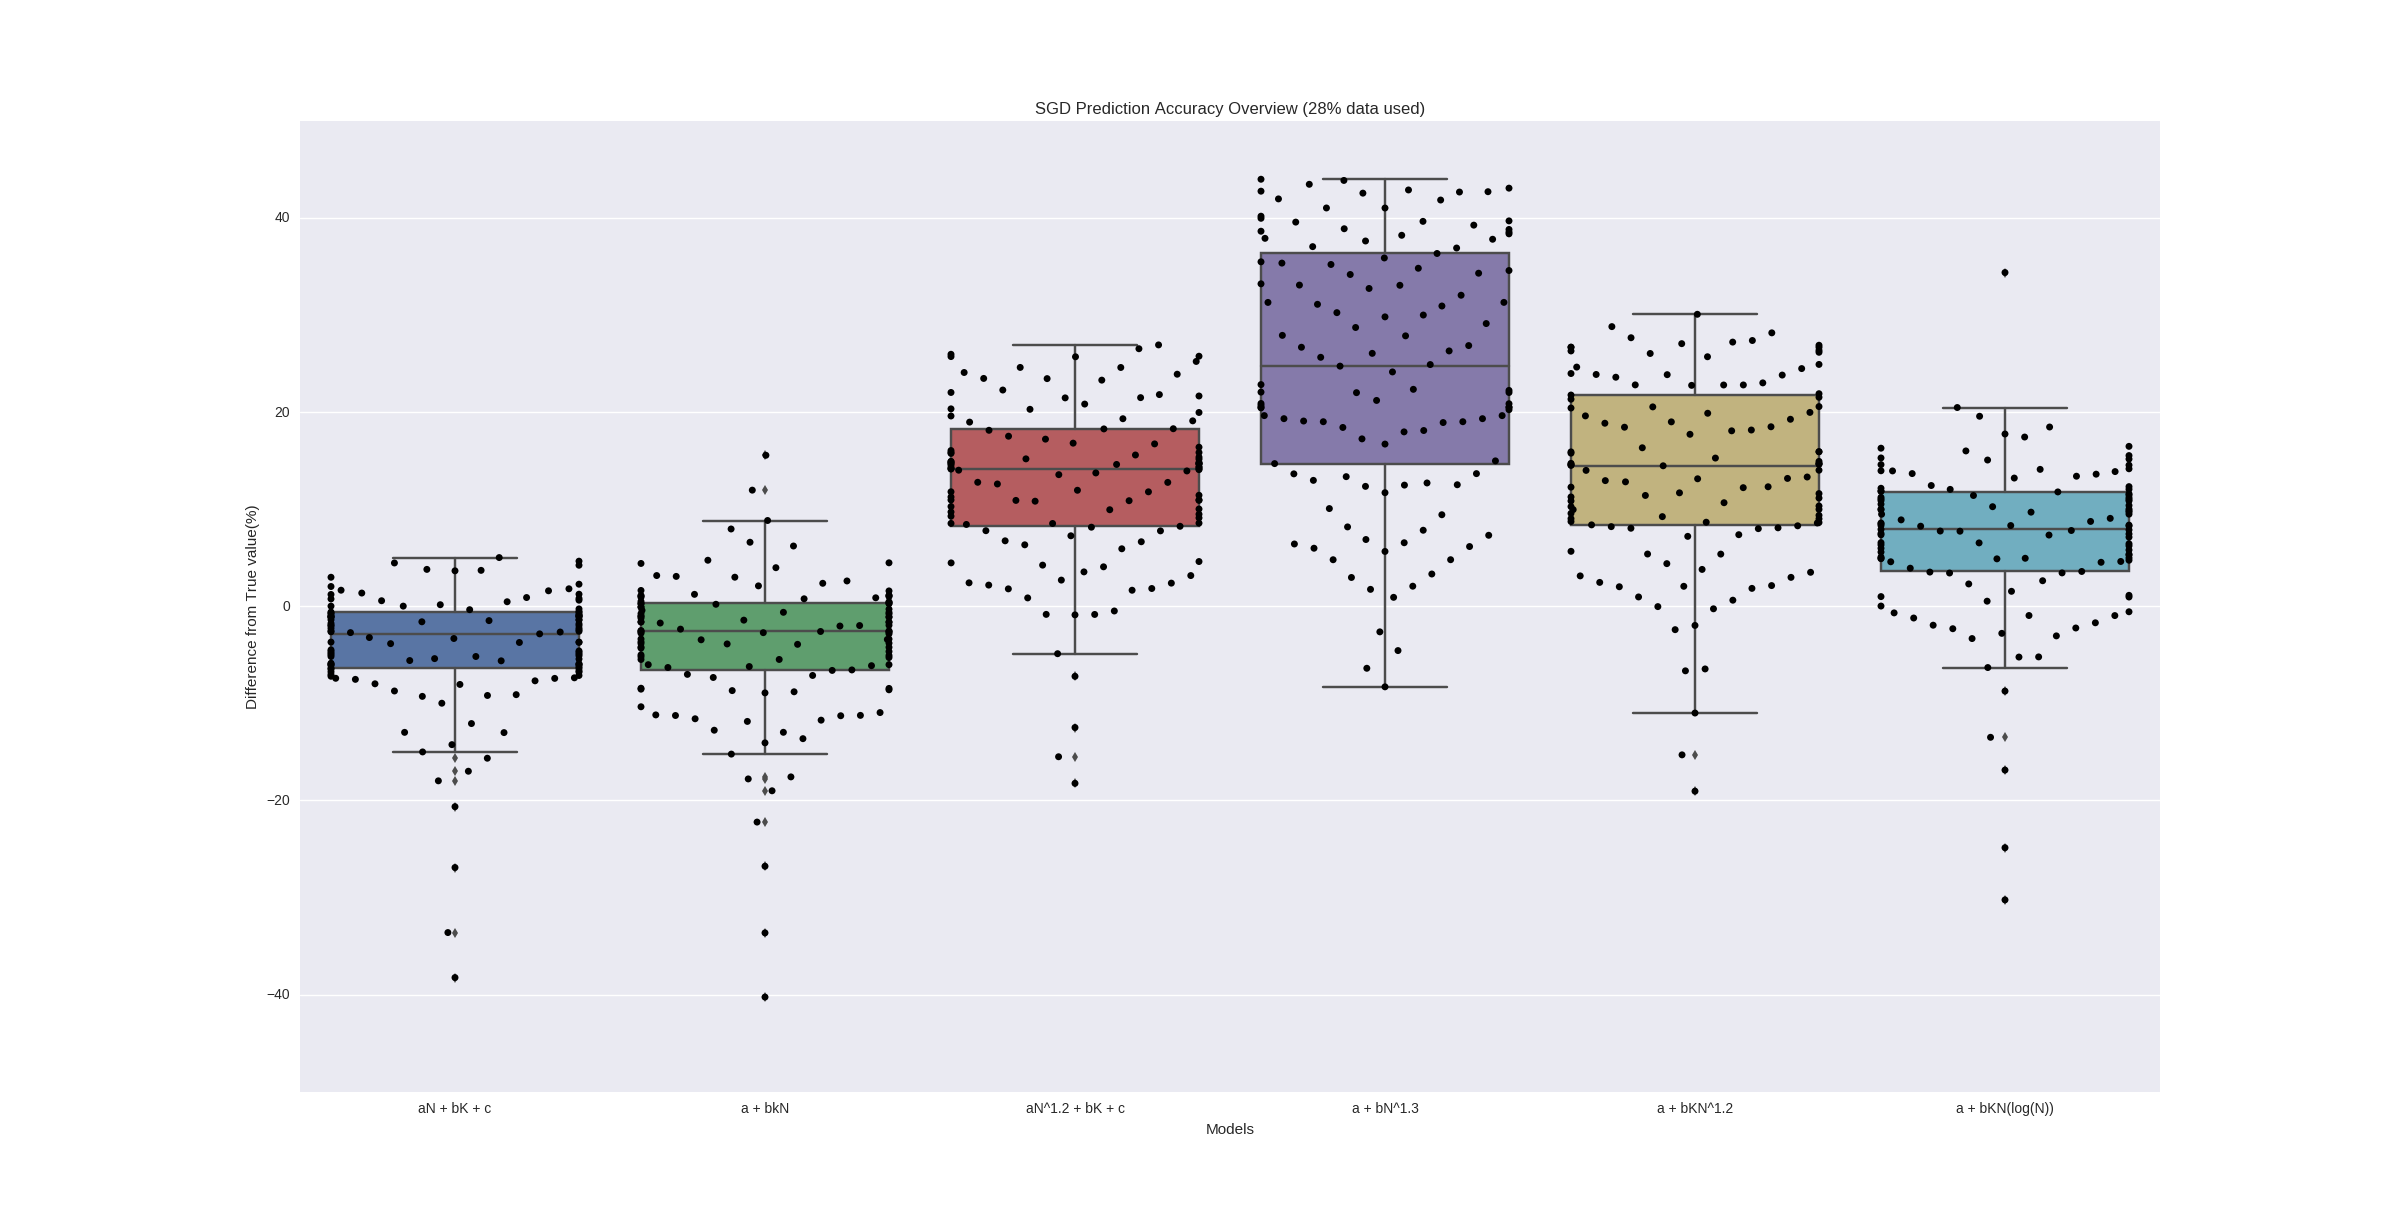 SGD Prediction Accuracy Overview (28% data used)
Difference from True value(%)
40
20
0
−20
−40
aN + bK + c
a + bkN
aN^1.2 + bK + c
a + bN^1.3
a + bKN^1.2
a + bKN(log(N))
Models